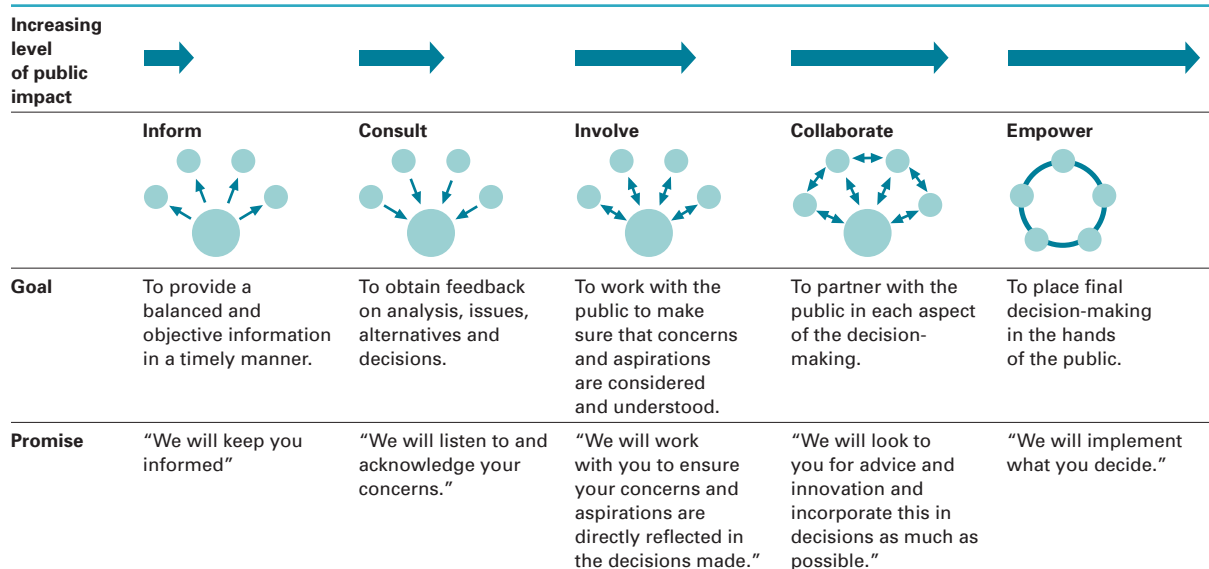 Increasing
level
of public
impact
Inform
Consult
Involve
Collaborate
Empower
Goal
To provide a
balanced and
objective information
in a timely manner.
To obtain feedback
on analysis, issues,
alternatives and
decisions.
To work with the
public to make
sure that concerns
and aspirations
are considered
and understood.
To partner with the
public in each aspect
of the decision-
making.
To place final
decision-making
in the hands
of the public.
Promise
“We will keep you
informed”
“We will listen to and
acknowledge your
concerns.”
“We will work
with you to ensure
your concerns and
aspirations are
directly reflected in
the decisions made.”
“We will look to
you for advice and
innovation and
incorporate this in
decisions as much as
possible.”
“We will implement
what you decide.”